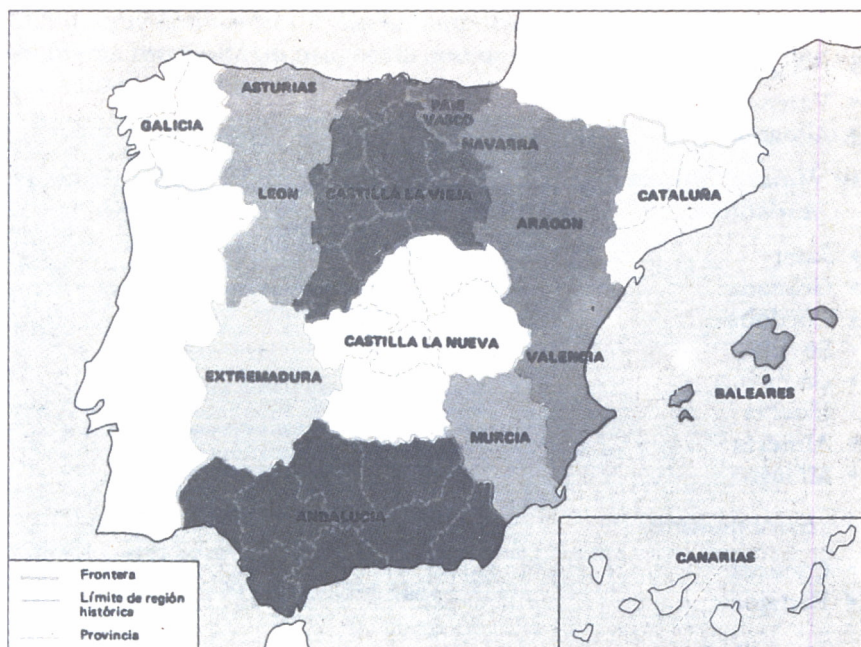 ASTURIAS
PAIS
VASCO
GALICIA
NAVARRA
LEON
CASTILLA LA VIEJA
CATALUÑA
ARAGON
CASTILLA LA NUEVA
VALENCIA
EXTREMADURA
BALEARES
MURCIA
ANDALUCIA
CANARIAS
Frontera
Límite de región
histórica
Provincia